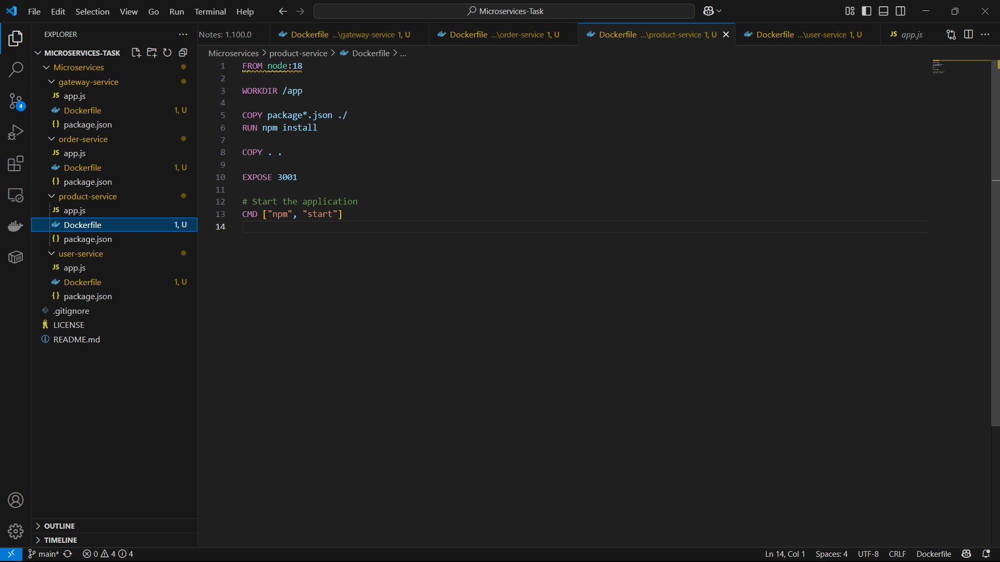 File Edit Selection View Go Run Terminal Help
Microservices-Task
EXPLORER
Notes: 1.100.0
Dockerfile ...\gateway-service 1, U
Dockerfile ...\order-service 1, U
Dockerfile ...\product-service 1, U
Dockerfile ...\user-service 1, U
JS app.js
MICROSERVICES-TASK
Microservices
gateway-service
JS app.js
Dockerfile 1, U
{} package.json
order-service
JS app.js
Dockerfile 1, U
{} package.json
product-service
JS app.js
Dockerfile 1, U
{} package.json
user-service
JS app.js
Dockerfile 1, U
{} package.json
.gitignore
LICENSE
README.md
OUTLINE
TIMELINE
4
Microservices > product-service > Dockerfile > ...
1 FROM node:18
2
3 WORKDIR /app
4
5 COPY package*.json ./
6 RUN npm install
7
8 COPY . .
9
10 EXPOSE 3001
11
12 # Start the application
13 CMD ["npm", "start"]
14
main* 0 4 4
Ln 14, Col 1 Spaces: 4 UTF-8 CRLF Dockerfile